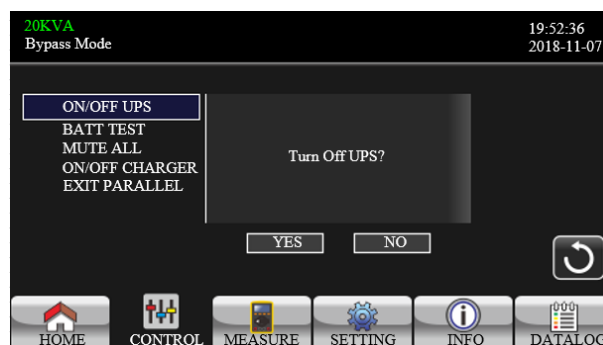 20KVA
Bypass Mode
19:52:36
2018-11-07
ON/OFF UPS
BATT TEST
MUTE ALL
ON/OFF CHARGER
EXIT PARALLEL
Turn Off UPS?
YES NO
HOME CONTROL MEASURE SETTING INFO DATALOG